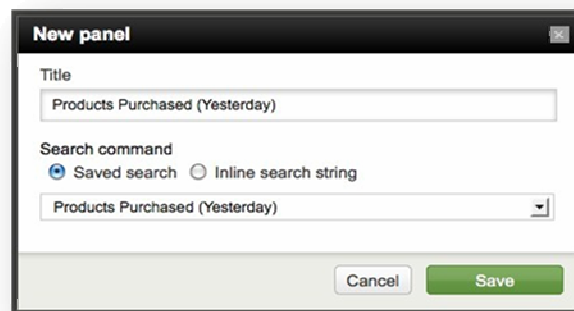 New panel
Title
Products Purchased (Yesterday)
Search command
Saved search Inline search string
Products Purchased (Yesterday)
Cancel Save